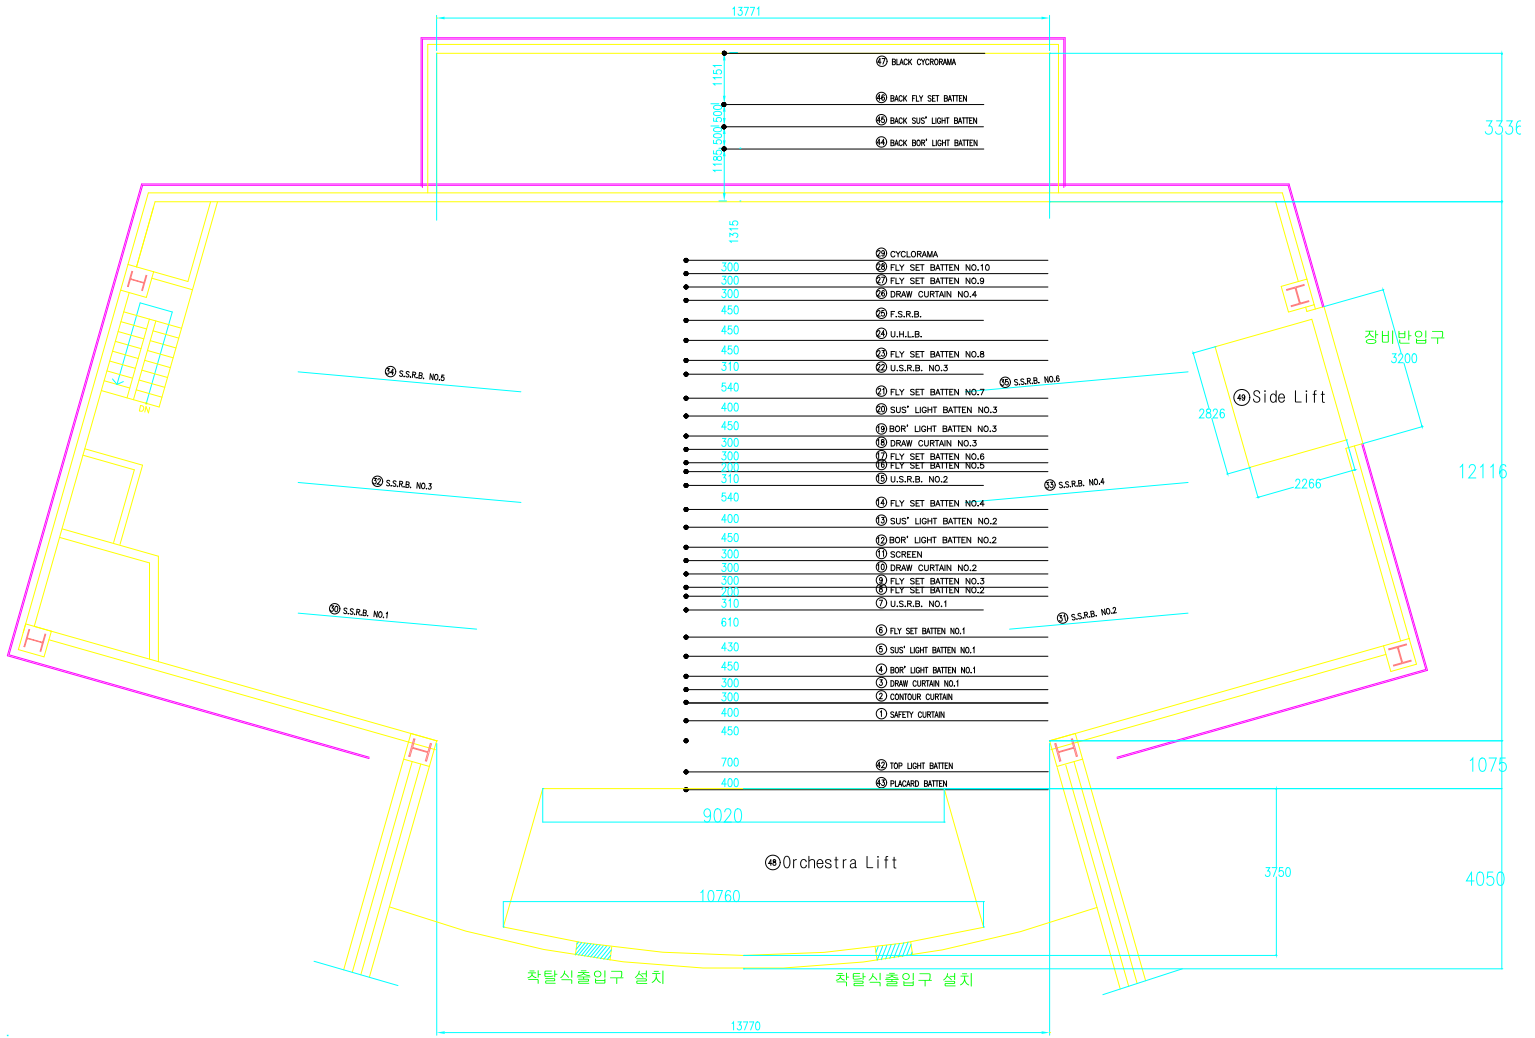 13771
㊼ BLACK CYCRORAMA
1151
㊻ BACK FLY SET BATTEN
500
㊺ BACK SUS' LIGHT BATTEN
500
㊹ BACK BOR' LIGHT BATTEN
1185
3336
1315
㉙ CYCLORAMA
300
㉘ FLY SET BATTEN NO.10
300
㉗ FLY SET BATTEN NO.9
300
㉖ DRAW CURTAIN NO.4
450
㉕ F.S.R.B.
450
㉔ U.H.L.B.
450
㉓ FLY SET BATTEN NO.8
310
㉒ U.S.R.B. NO.3
540
㉑ FLY SET BATTEN NO.7
400
⑳ SUS' LIGHT BATTEN NO.3
450
⑲ BOR' LIGHT BATTEN NO.3
300
⑱ DRAW CURTAIN NO.3
300
⑰ FLY SET BATTEN NO.6
200
⑯ FLY SET BATTEN NO.5
310
⑮ U.S.R.B. NO.2
540
⑭ FLY SET BATTEN NO.4
400
⑬ SUS' LIGHT BATTEN NO.2
450
⑫ BOR' LIGHT BATTEN NO.2
300
⑪ SCREEN
300
⑩ DRAW CURTAIN NO.2
300
⑨ FLY SET BATTEN NO.3
200
⑧ FLY SET BATTEN NO.2
310
⑦ U.S.R.B. NO.1
610
⑥ FLY SET BATTEN NO.1
430
⑤ SUS' LIGHT BATTEN NO.1
450
④ BOR' LIGHT BATTEN NO.1
300
③ DRAW CURTAIN NO.1
300
② CONTOUR CURTAIN
400
① SAFETY CURTAIN
450
700
㊷ TOP LIGHT BATTEN
400
㊸ PLACARD BATTEN
㉞ S.S.R.B. NO.5
㉟ S.S.R.B. NO.6
㉜ S.S.R.B. NO.3
㉝ S.S.R.B. NO.4
㉚ S.S.R.B. NO.1
㉛ S.S.R.B. NO.2
장비반입구
3200
㊾Side Lift
2826
2266
12116
1075
9020
㊽Orchestra Lift
3750
4050
10760
착탈식출입구 설치
착탈식출입구 설치
13770